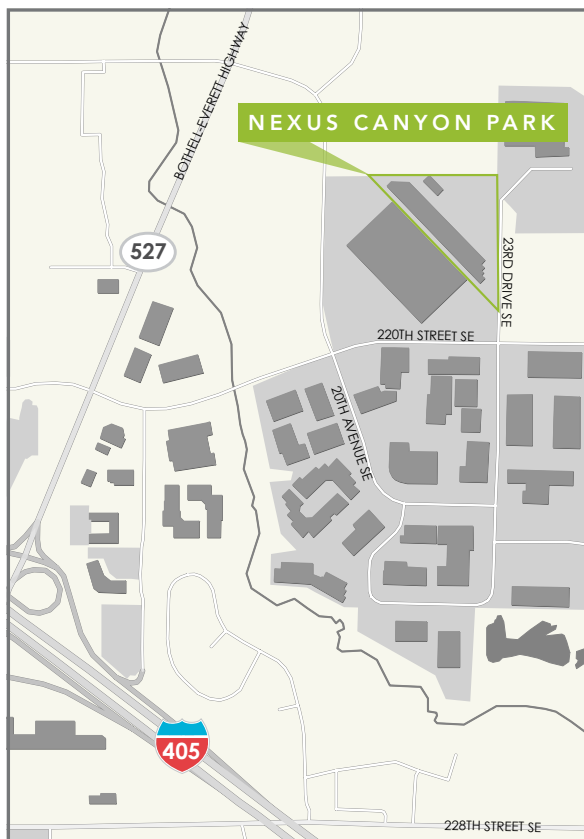 BOTHELL-EVERETT HIGHWAY
NEXUS CANYON PARK
527
23RD DRIVE SE
220TH STREET SE
20TH AVENUE SE
405
228TH STREET SE